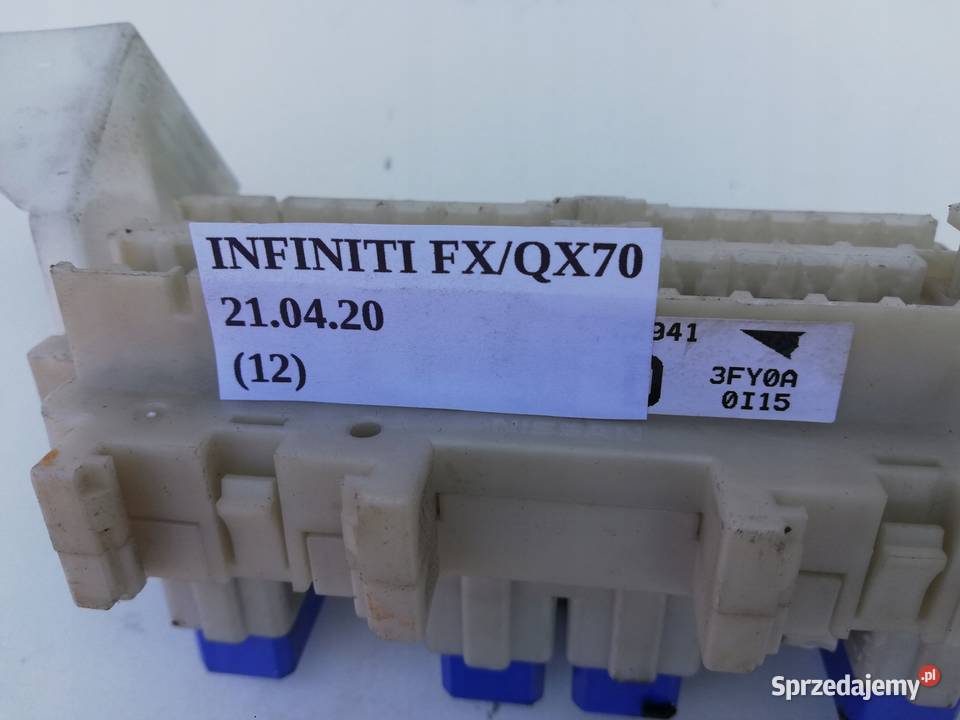 INFINITI FX/QX70
21.04.20
(12)
941
3FY0A
0I15
Sprzedajemy.pl